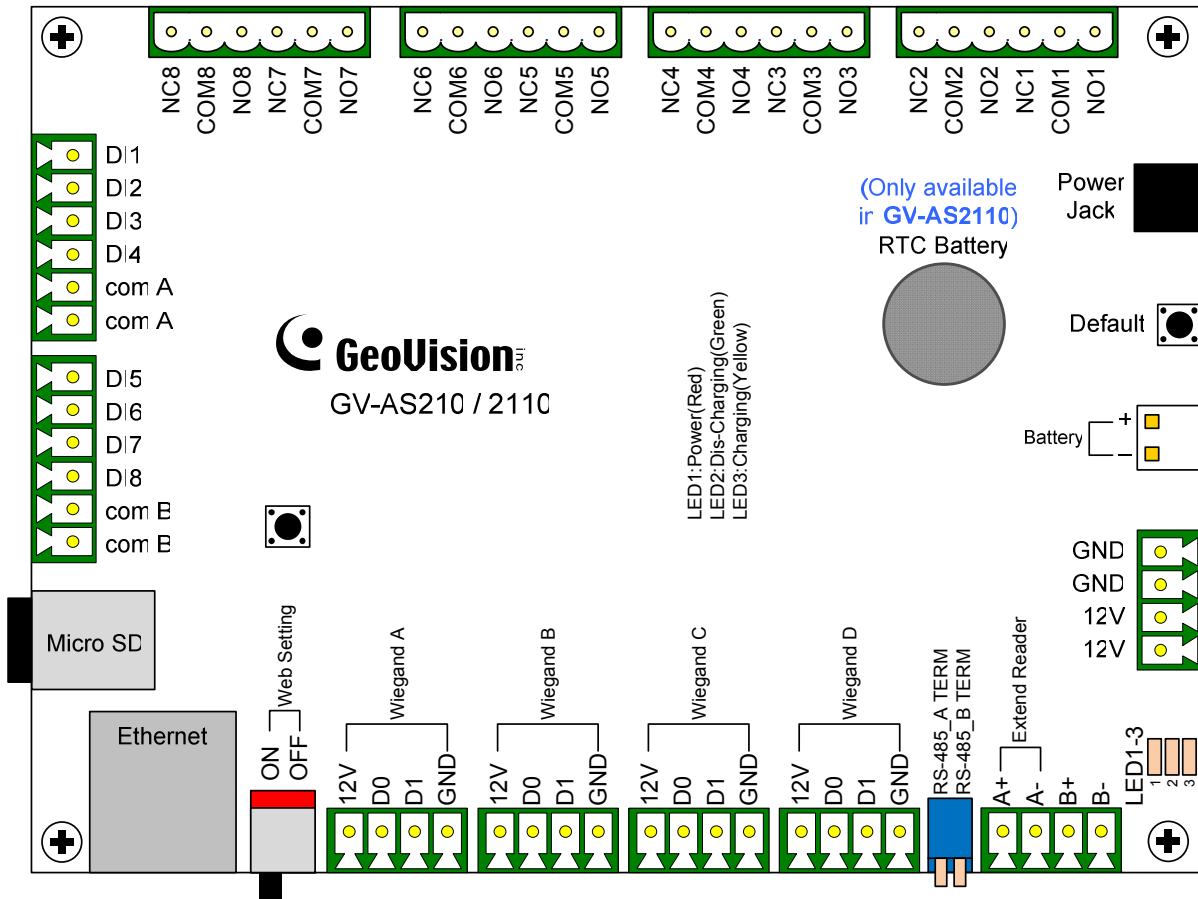 NC8 COM8 NO8 NC7 COM7 NO7
NC6 COM6 NO6 NC5 COM5 NO5
NC4 COM4 NO4 NC3 COM3 NO3
NC2 COM2 NO2 NC1 COM1 NO1
DI1
DI2
DI3
DI4
com A
com A
DI5
DI6
DI7
DI8
com B
com B
(Only available
in GV-AS2110)
RTC Battery
Power
Jack
Default
Battery
+
−
GeoVision inc
GV-AS210 / 2110
LED1:Power(Red)
LED2:Dis-Charging(Green)
LED3:Charging(Yellow)
GND
GND
12V
12V
Micro SD
Ethernet
Web Setting
ON
OFF
Wiegand A
12V D0 D1 GND
Wiegand B
12V D0 D1 GND
Wiegand C
12V D0 D1 GND
Wiegand D
12V D0 D1 GND
RS-485_A TERM
RS-485_B TERM
Extend Reader
A+ A- B+ B-
LED1-3
1 2 3